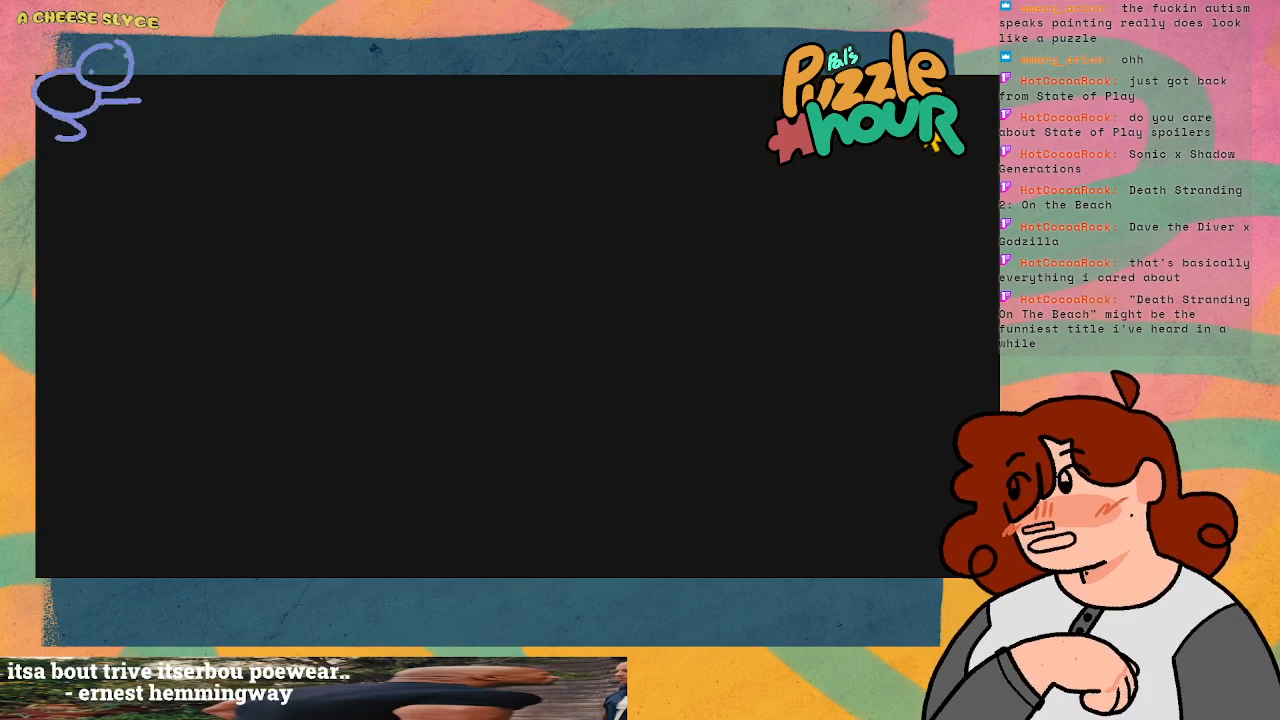 A CHEESE SLYCE
Pal's
Puzzle
hOUR
emery_orion: the fuckin autism
speaks painting really does look
like a puzzle
emery_orion: ohh
HotCocoaRock: just got back
from State of Play
HotCocoaRock: do you care
about State of Play spoilers
HotCocoaRock: Sonic x Shadow
Generations
HotCocoaRock: Death Stranding
2: On the Beach
HotCocoaRock: Dave the Diver x
Godzilla
HotCocoaRock: that's basically
everything i cared about
HotCocoaRock: "Death Stranding
On The Beach" might be the
funniest title i've heard in a
while
itsa bout trive itserbou poewear..
- ernest hemmingway